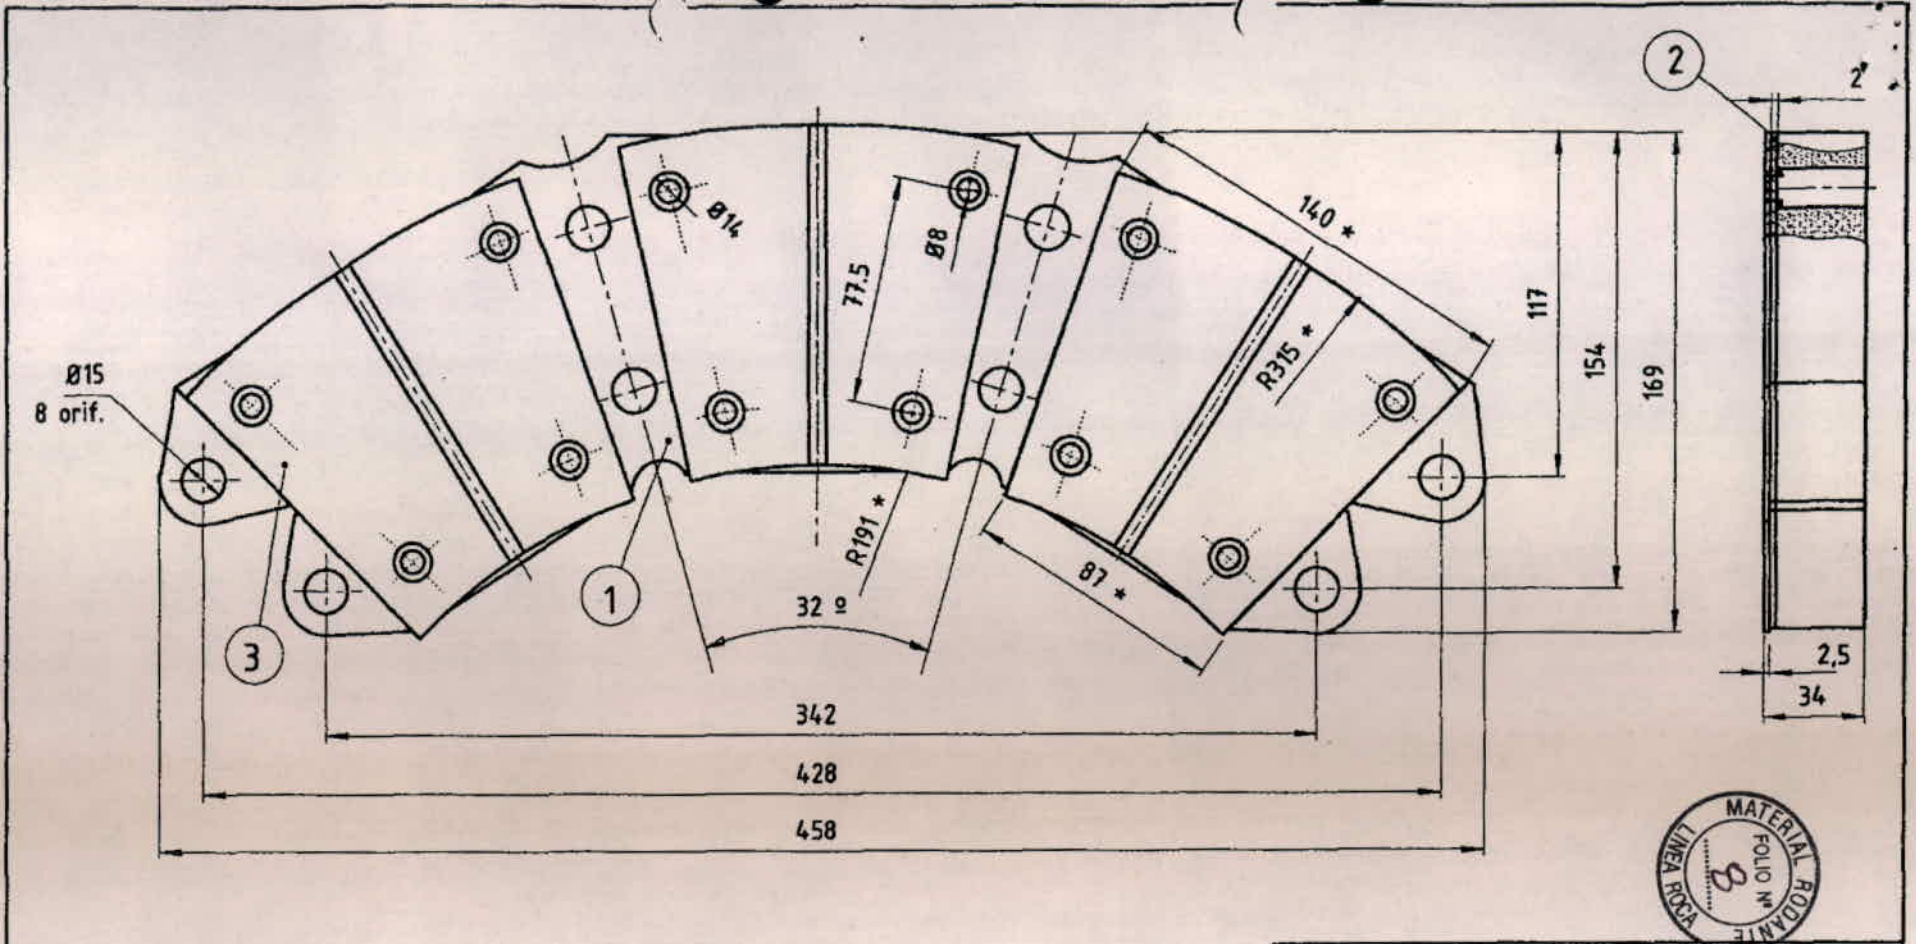 2
2
Ø14
Ø8
77.5
140 *
R315 *
117
154
169
Ø15
8 orif.
R191 *
1
32 º
87 *
3
2,5
34
342
428
458
MATERIAL RODANTE
FOLIO Nº
8
LINEA ROCA